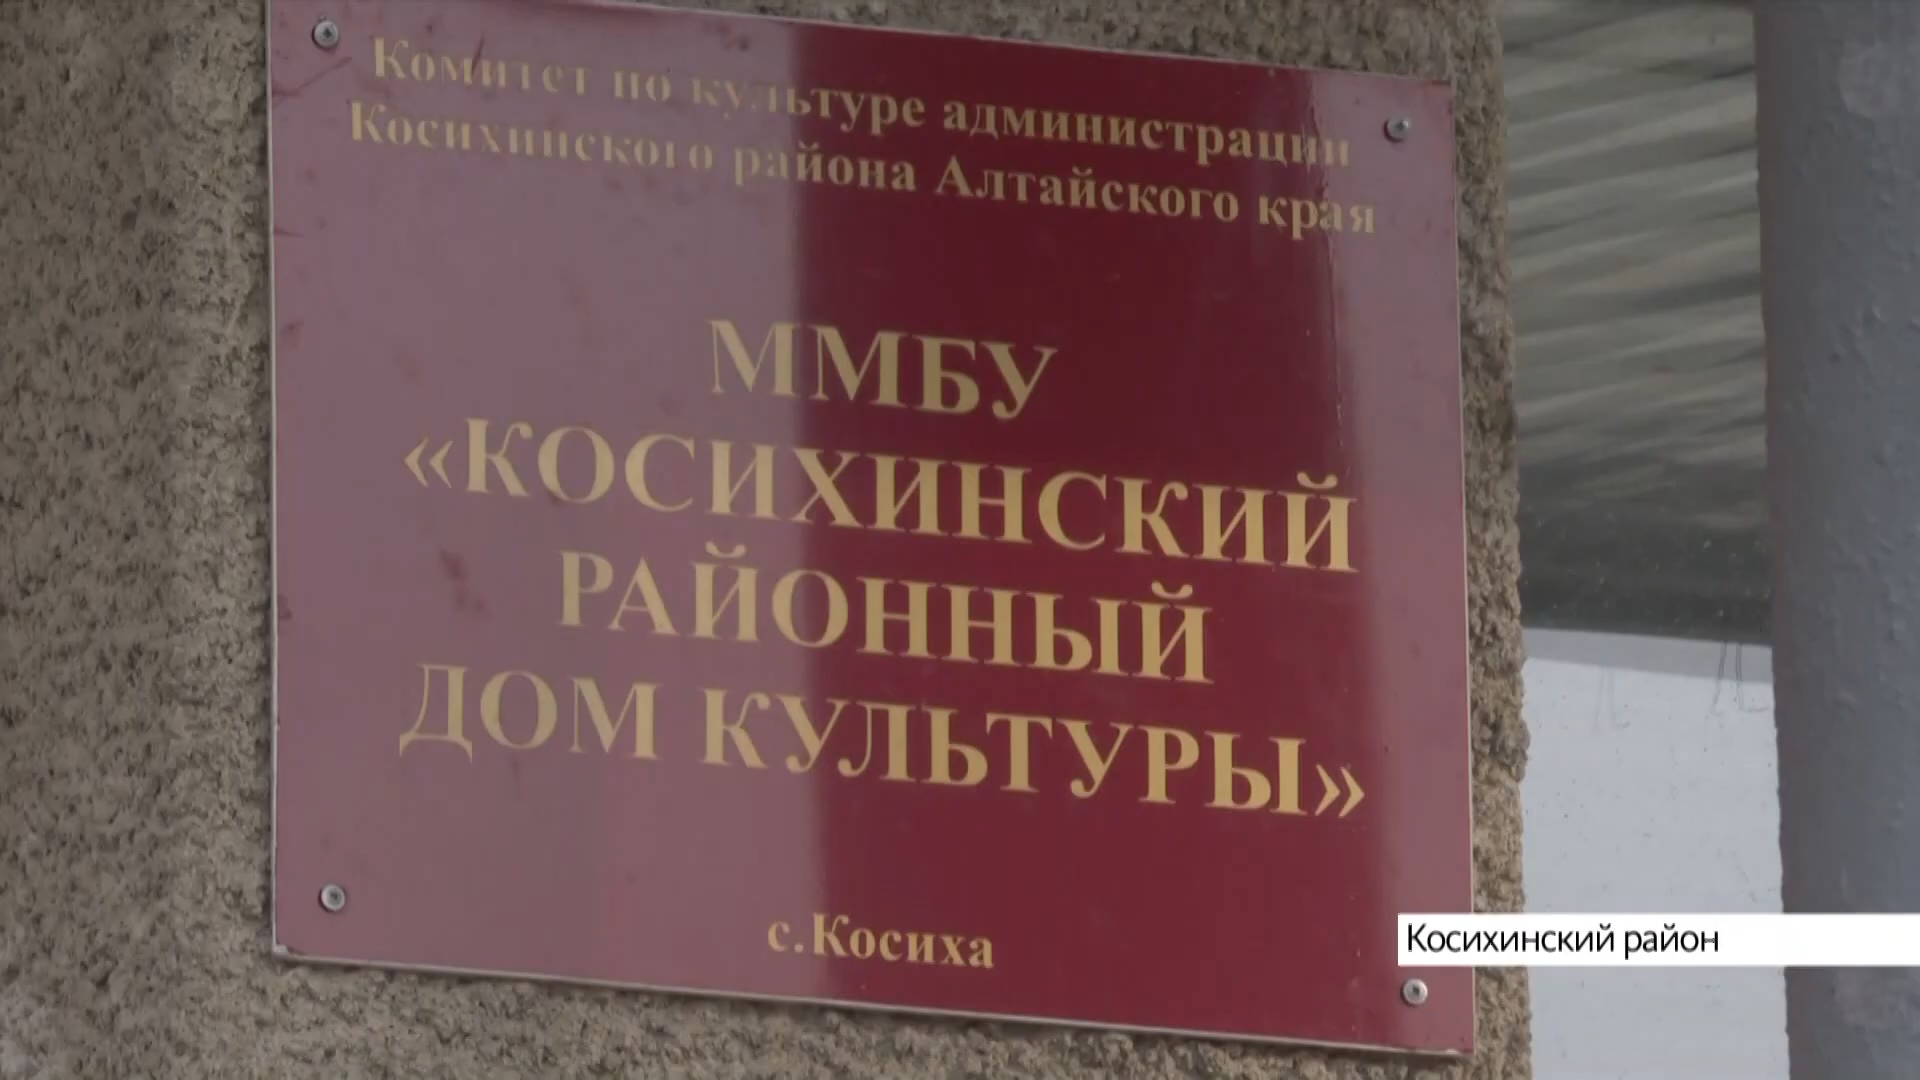 Комитет по культуре администрации
Косихинского района Алтайского края
ММБУ
«КОСИХИНСКИЙ
РАЙОННЫЙ
ДОМ КУЛЬТУРЫ»
с.Косиха
Косихинский район